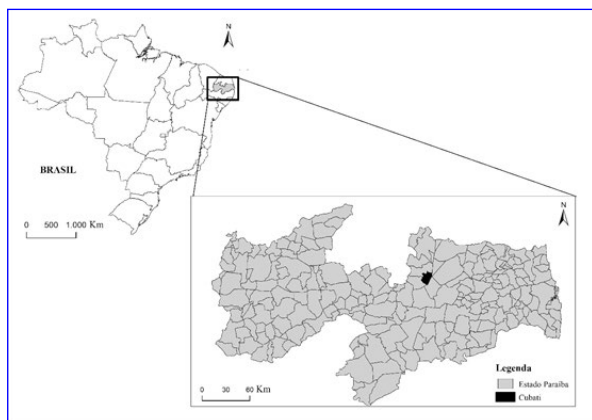 N
BRASIL
0 500 1.000 Km
N
0 30 60 Km
Legenda
Estado Paraíba
Cubati